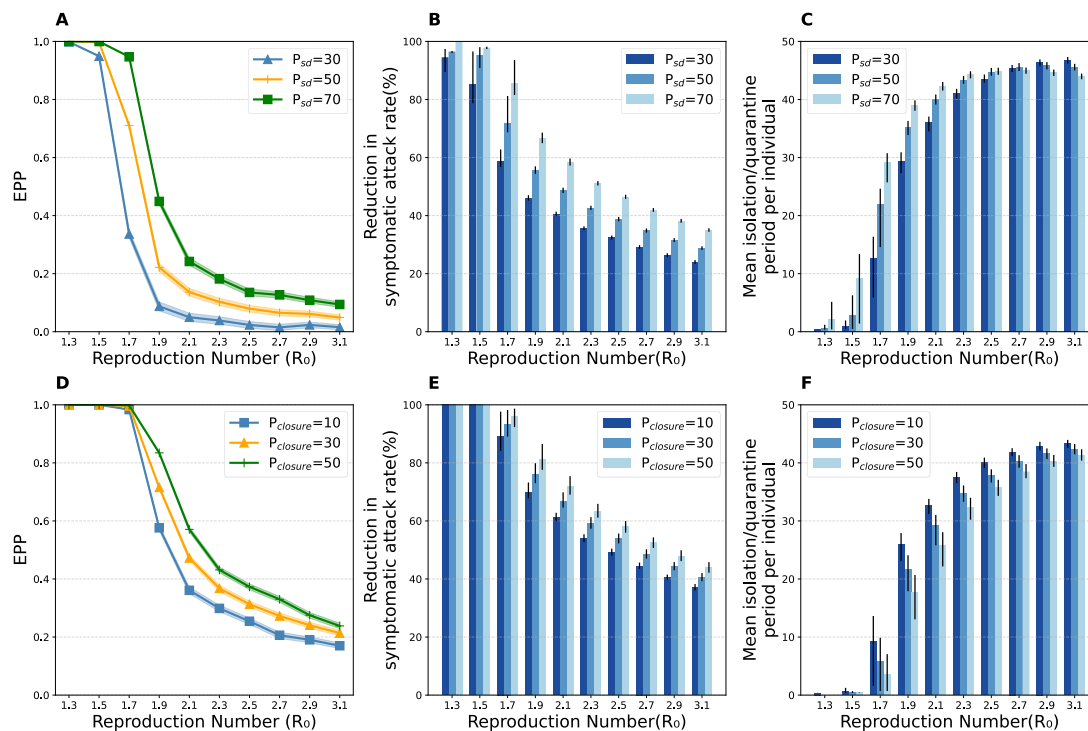 A
EPP
1.0
0.8
0.6
0.4
0.2
0.0
P_sd=30
P_sd=50
P_sd=70
1.3 1.5 1.7 1.9 2.1 2.3 2.5 2.7 2.9 3.1
Reproduction Number (R₀)
B
Reduction in
symptomatic attack rate(%)
100
80
60
40
20
0
P_sd=30
P_sd=50
P_sd=70
1.3 1.5 1.7 1.9 2.1 2.3 2.5 2.7 2.9 3.1
Reproduction Number(R₀)
C
Mean isolation/quarantine
period per individual
50
40
30
20
10
0
P_sd=30
P_sd=50
P_sd=70
1.3 1.5 1.7 1.9 2.1 2.3 2.5 2.7 2.9 3.1
Reproduction Number(R₀)
D
EPP
1.0
0.8
0.6
0.4
0.2
0.0
P_closure=10
P_closure=30
P_closure=50
1.3 1.5 1.7 1.9 2.1 2.3 2.5 2.7 2.9 3.1
Reproduction Number (R₀)
E
Reduction in
symptomatic attack rate(%)
100
80
60
40
20
0
P_closure=10
P_closure=30
P_closure=50
1.3 1.5 1.7 1.9 2.1 2.3 2.5 2.7 2.9 3.1
Reproduction Number(R₀)
F
Mean isolation/quarantine
period per individual
50
40
30
20
10
0
P_closure=10
P_closure=30
P_closure=50
1.3 1.5 1.7 1.9 2.1 2.3 2.5 2.7 2.9 3.1
Reproduction Number(R₀)